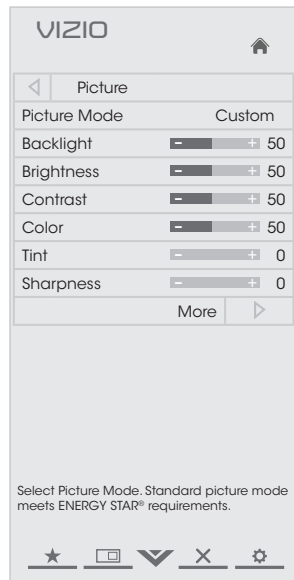 VIZIO
Picture
Picture Mode Custom
Backlight - + 50
Brightness - + 50
Contrast - + 50
Color - + 50
Tint - + 0
Sharpness - + 0
More
Select Picture Mode. Standard picture mode
meets ENERGY STAR® requirements.